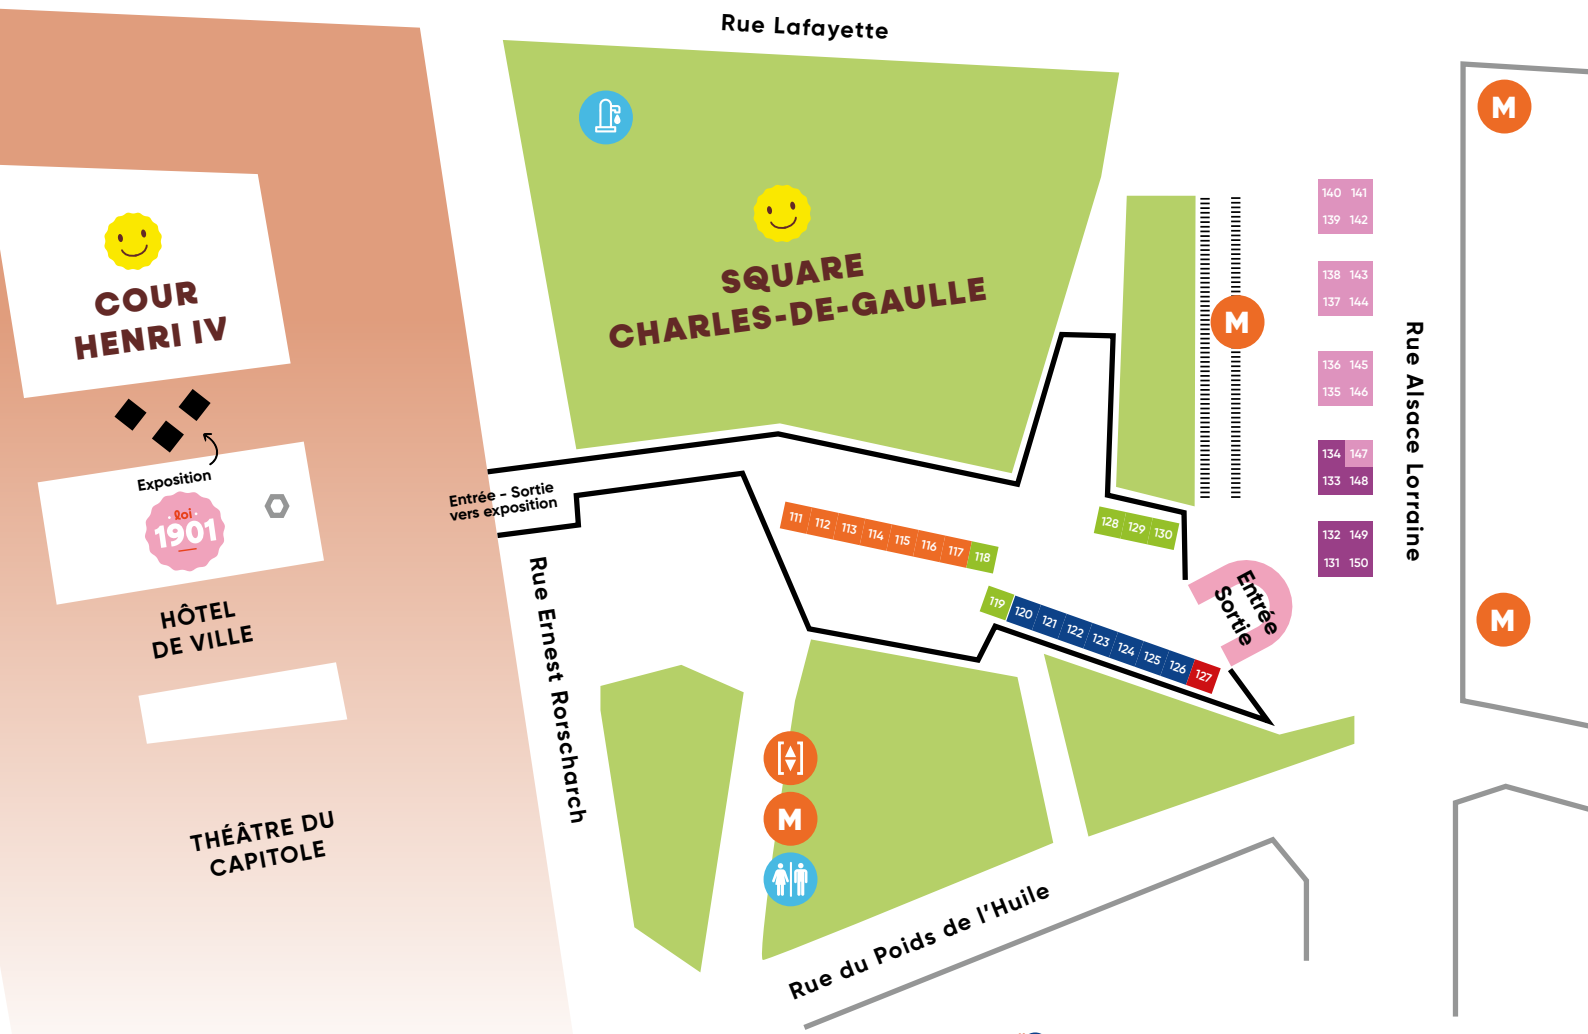 Rue Lafayette
M
COUR
HENRI IV
SQUARE
CHARLES-DE-GAULLE
M
140 141
139 142
138 143
137 144
136 145
135 146
134 147
133 148
132 149
131 150
Rue Alsace Lorraine
Exposition
loi
1901
Entrée - Sortie
vers exposition
111 112 113 114 115 116 117 118
128 129 130
119 120 121 122 123 124 125 126 127
Entrée
Sortie
M
HÔTEL
DE VILLE
Rue Ernest Rorscharch
M
THÉÂTRE DU
CAPITOLE
Rue du Poids de l'Huile